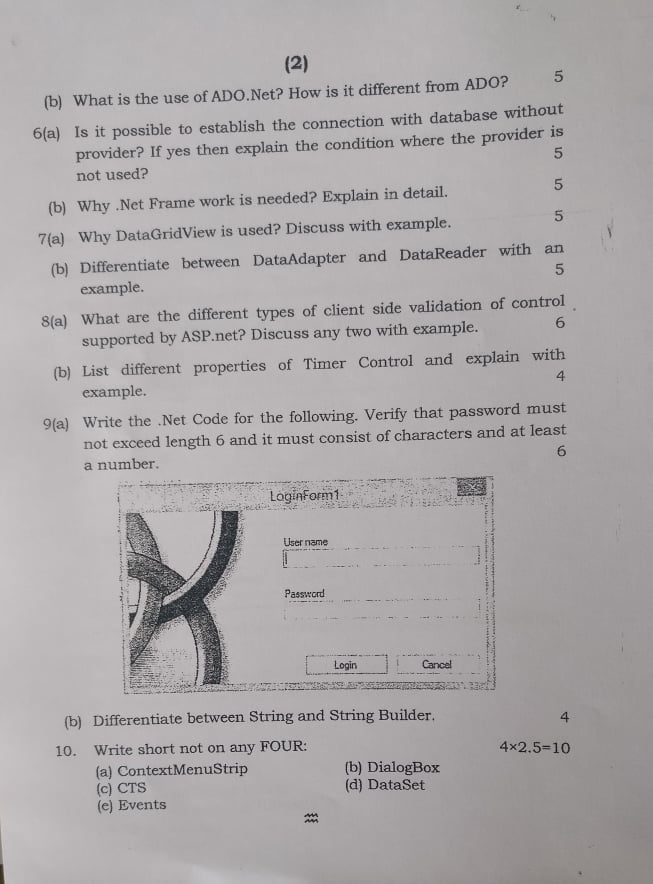 (2)
(b) What is the use of ADO.Net? How is it different from ADO? 5
6(a) Is it possible to establish the connection with database without
provider? If yes then explain the condition where the provider is
not used? 5
(b) Why .Net Frame work is needed? Explain in detail. 5
7(a) Why DataGridView is used? Discuss with example. 5
(b) Differentiate between DataAdapter and DataReader with an
example. 5
8(a) What are the different types of client side validation of control
supported by ASP.net? Discuss any two with example. 6
(b) List different properties of Timer Control and explain with
example. 4
9(a) Write the .Net Code for the following. Verify that password must
not exceed length 6 and it must consist of characters and at least
a number. 6
LoginForm1
User name
Password
Login Cancel
(b) Differentiate between String and String Builder. 4
10. Write short not on any FOUR: 4×2.5=10
(a) ContextMenuStrip (b) DialogBox
(c) CTS (d) DataSet
(e) Events